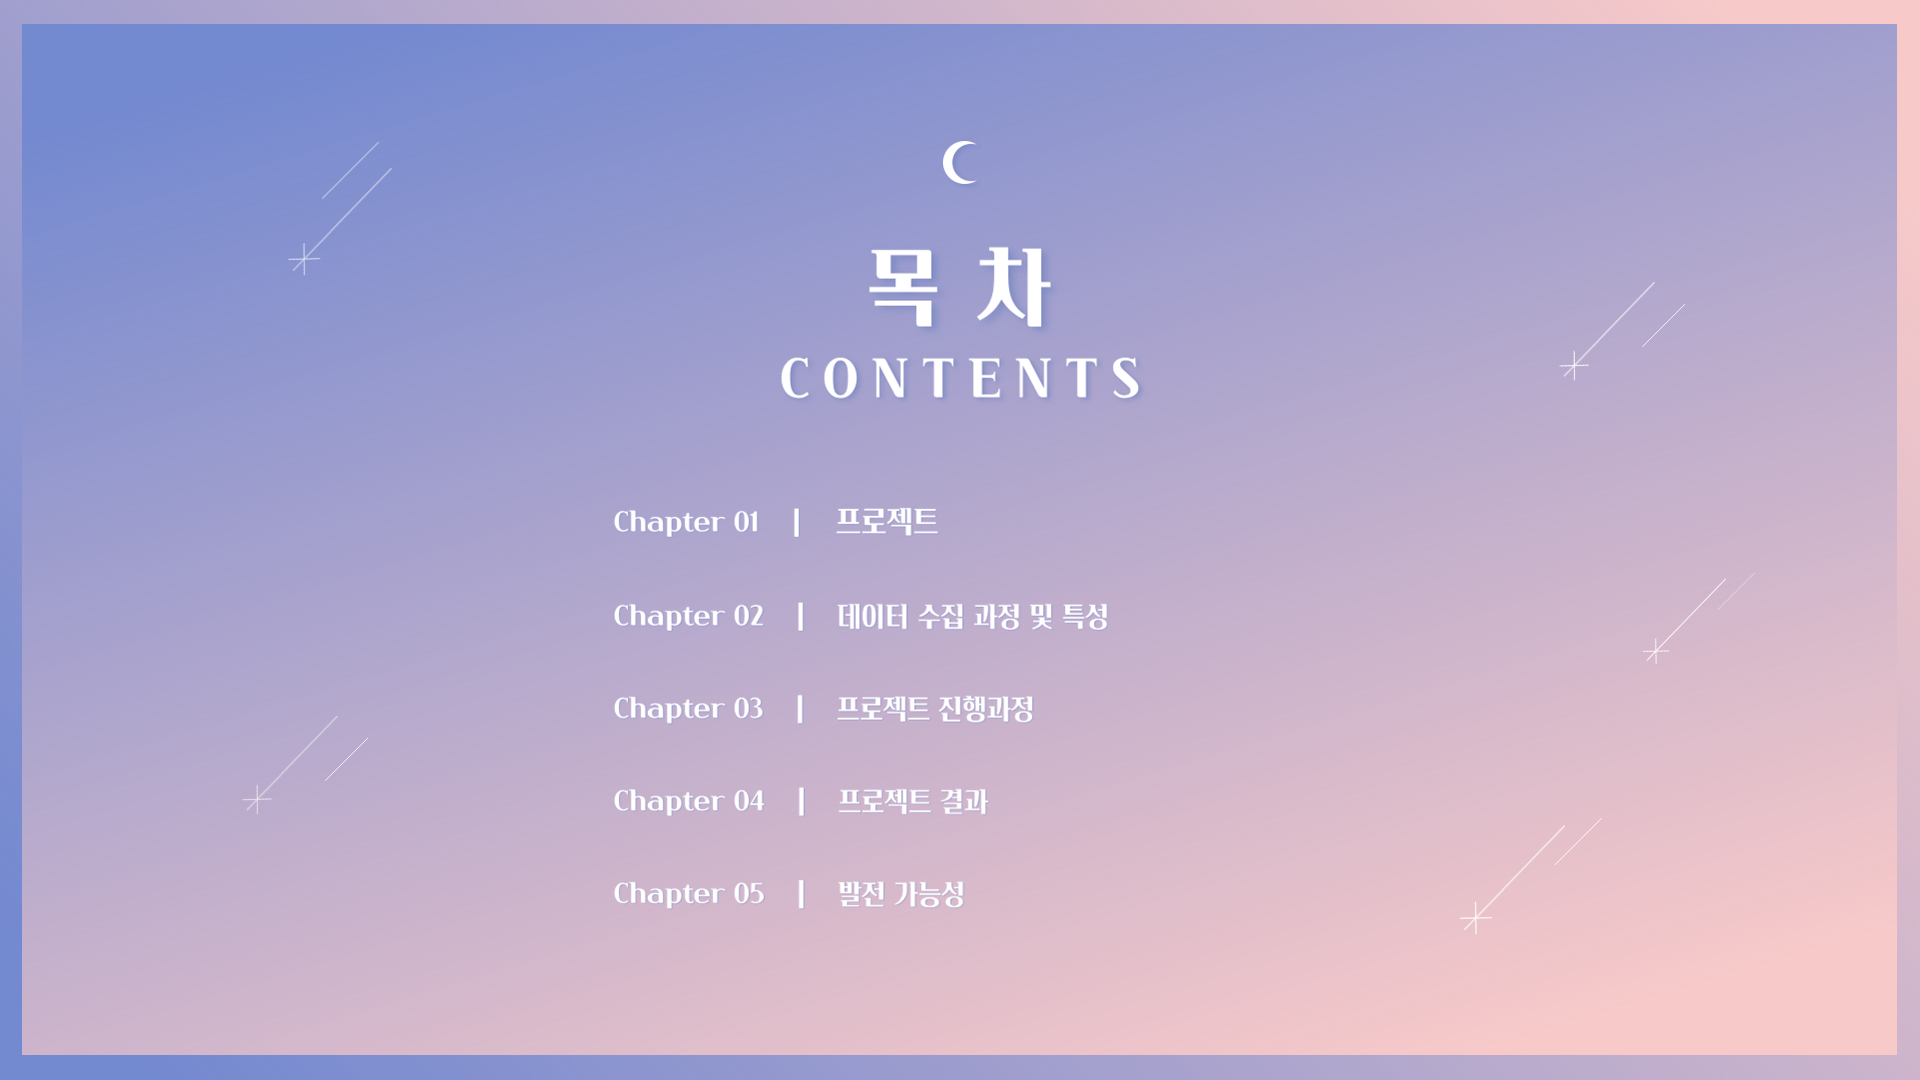 목 차
CONTENTS
Chapter 01 | 프로젝트
Chapter 02 | 데이터 수집 과정 및 특성
Chapter 03 | 프로젝트 진행과정
Chapter 04 | 프로젝트 결과
Chapter 05 | 발전 가능성